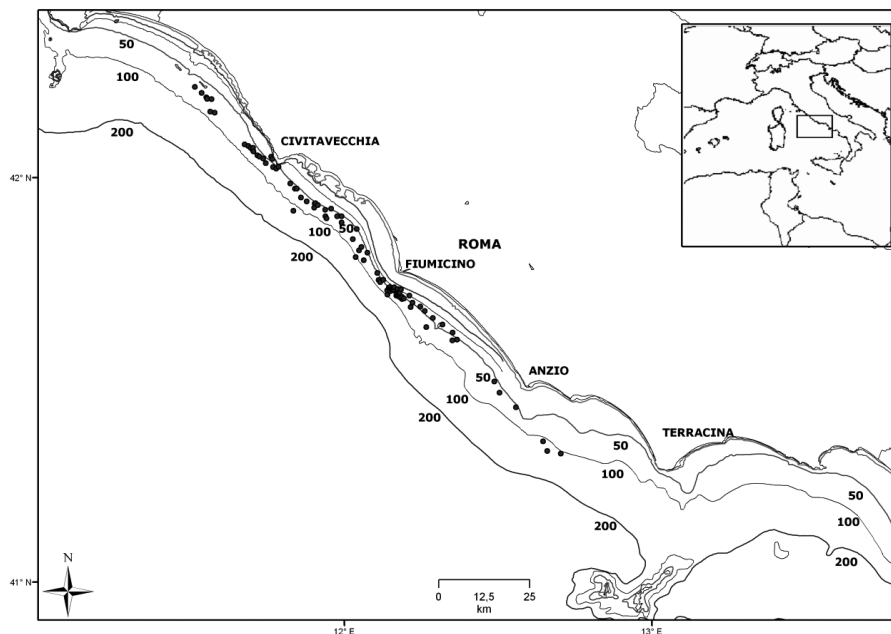 50
100
200
CIVITAVECCHIA
42° N
100
50
200
ROMA
FIUMICINO
ANZIO
50
100
200
TERRACINA
50
100
200
50
100
200
N
41° N
0 12,5 25
km
12° E
13° E